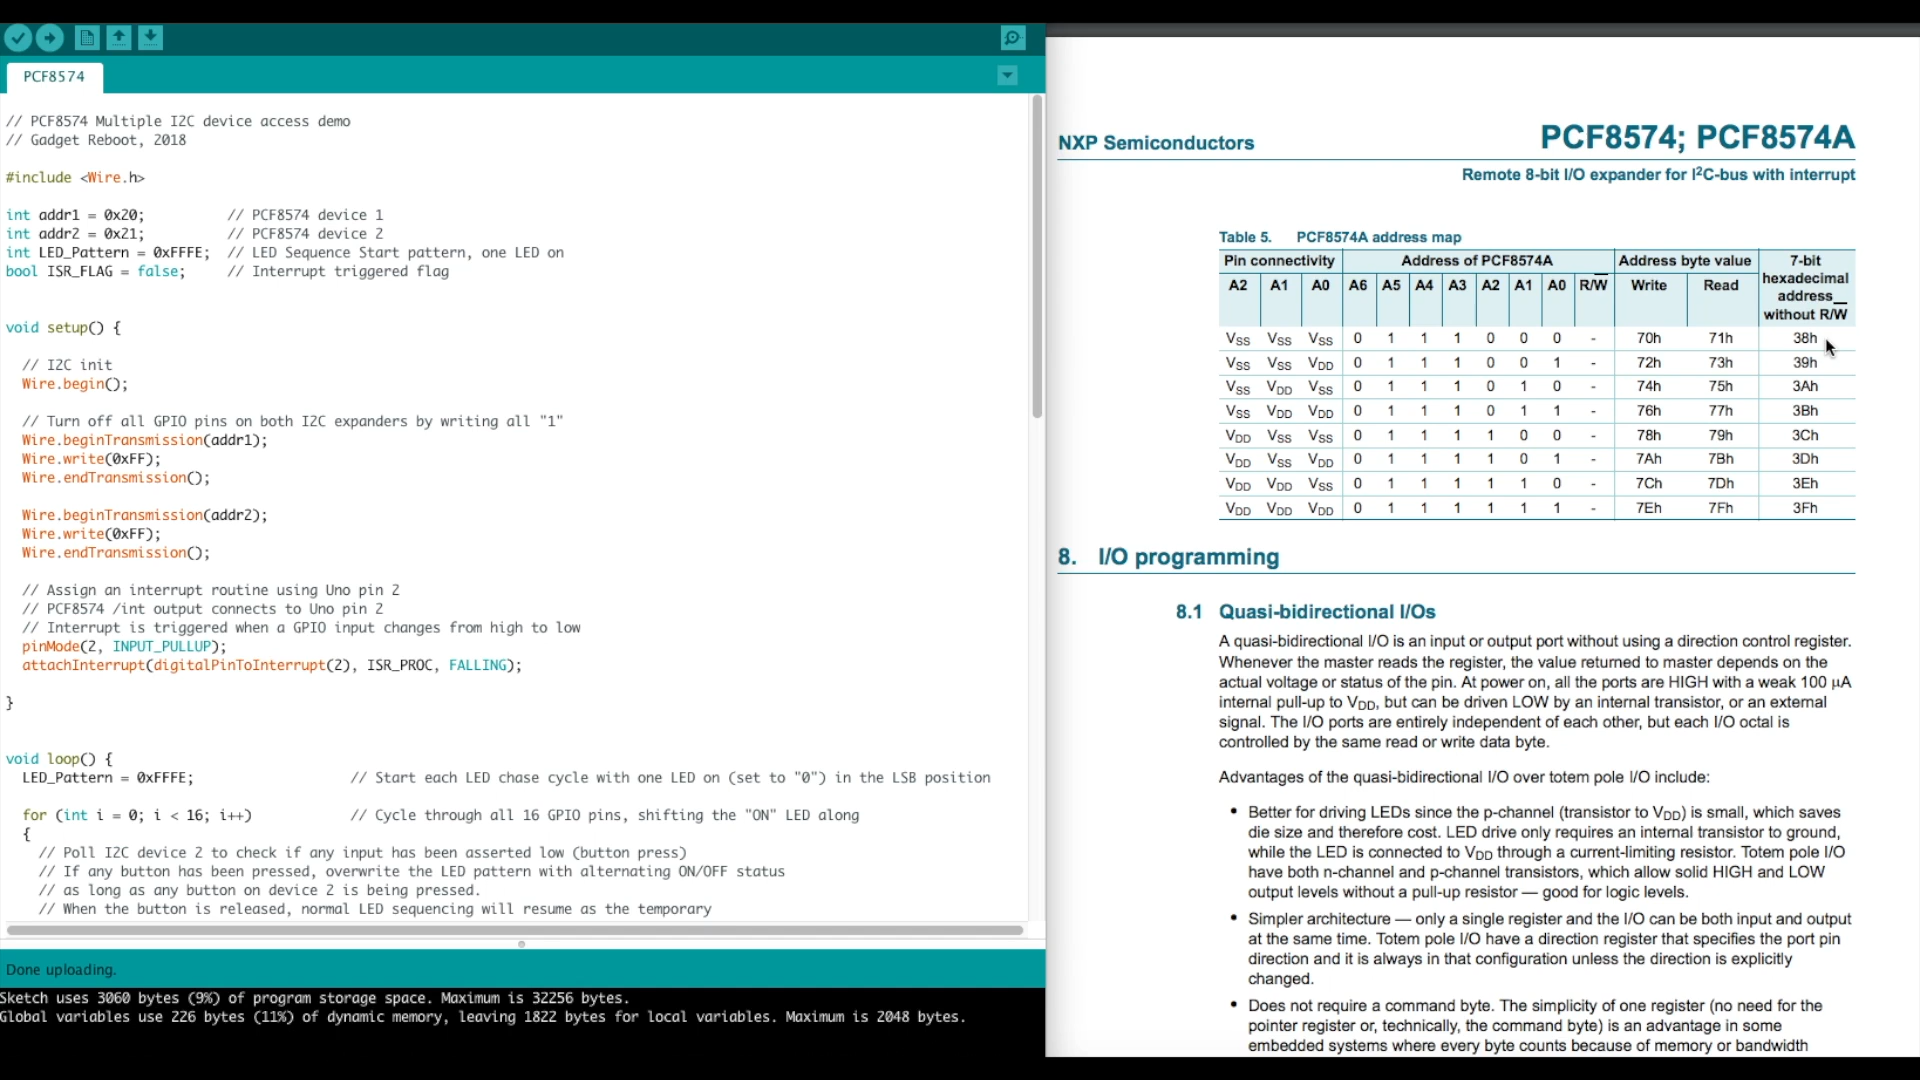 PCF8574
// PCF8574 Multiple I2C device access demo
// Gadget Reboot, 2018
#include <Wire.h>
int addr1 = 0x20;          // PCF8574 device 1
int addr2 = 0x21;          // PCF8574 device 2
int LED_Pattern = 0xFFFE;  // LED Sequence Start pattern, one LED on
bool ISR_FLAG = false;     // Interrupt triggered flag
void setup() {
// I2C init
Wire.begin();
// Turn off all GPIO pins on both I2C expanders by writing all "1"
Wire.beginTransmission(addr1);
Wire.write(0xFF);
Wire.endTransmission();
Wire.beginTransmission(addr2);
Wire.write(0xFF);
Wire.endTransmission();
// Assign an interrupt routine using Uno pin 2
// PCF8574 /int output connects to Uno pin 2
// Interrupt is triggered when a GPIO input changes from high to low
pinMode(2, INPUT_PULLUP);
attachInterrupt(digitalPinToInterrupt(2), ISR_PROC, FALLING);
}
void loop() {
LED_Pattern = 0xFFFE;                   // Start each LED chase cycle with one LED on (set to "0") in the LSB position
for (int i = 0; i < 16; i++)            // Cycle through all 16 GPIO pins, shifting the "ON" LED along
{
// Poll I2C device 2 to check if any input has been asserted low (button press)
// If any button has been pressed, overwrite the LED pattern with alternating ON/OFF status
// as long as any button on device 2 is being pressed.
// When the button is released, normal LED sequencing will resume as the temporary
Done uploading.
Sketch uses 3060 bytes (9%) of program storage space. Maximum is 32256 bytes.
Global variables use 226 bytes (11%) of dynamic memory, leaving 1822 bytes for local variables. Maximum is 2048 bytes.
NXP Semiconductors
PCF8574; PCF8574A
Remote 8-bit I/O expander for I²C-bus with interrupt
Table 5. PCF8574A address map
Pin connectivity Address of PCF8574A Address byte value 7-bit hexadecimal address without R/W
A2 A1 A0 A6 A5 A4 A3 A2 A1 A0 R/W Write Read
VSS VSS VSS 0 1 1 1 0 0 0 - 70h 71h 38h
VSS VSS VDD 0 1 1 1 0 0 1 - 72h 73h 39h
VSS VDD VSS 0 1 1 1 0 1 0 - 74h 75h 3Ah
VSS VDD VDD 0 1 1 1 0 1 1 - 76h 77h 3Bh
VDD VSS VSS 0 1 1 1 1 0 0 - 78h 79h 3Ch
VDD VSS VDD 0 1 1 1 1 0 1 - 7Ah 7Bh 3Dh
VDD VDD VSS 0 1 1 1 1 1 0 - 7Ch 7Dh 3Eh
VDD VDD VDD 0 1 1 1 1 1 1 - 7Eh 7Fh 3Fh
8. I/O programming
8.1 Quasi-bidirectional I/Os
A quasi-bidirectional I/O is an input or output port without using a direction control register.
Whenever the master reads the register, the value returned to master depends on the
actual voltage or status of the pin. At power on, all the ports are HIGH with a weak 100 μA
internal pull-up to VDD, but can be driven LOW by an internal transistor, or an external
signal. The I/O ports are entirely independent of each other, but each I/O octal is
controlled by the same read or write data byte.
Advantages of the quasi-bidirectional I/O over totem pole I/O include:
• Better for driving LEDs since the p-channel (transistor to VDD) is small, which saves
die size and therefore cost. LED drive only requires an internal transistor to ground,
while the LED is connected to VDD through a current-limiting resistor. Totem pole I/O
have both n-channel and p-channel transistors, which allow solid HIGH and LOW
output levels without a pull-up resistor — good for logic levels.
• Simpler architecture — only a single register and the I/O can be both input and output
at the same time. Totem pole I/O have a direction register that specifies the port pin
direction and it is always in that configuration unless the direction is explicitly
changed.
• Does not require a command byte. The simplicity of one register (no need for the
pointer register or, technically, the command byte) is an advantage in some
embedded systems where every byte counts because of memory or bandwidth